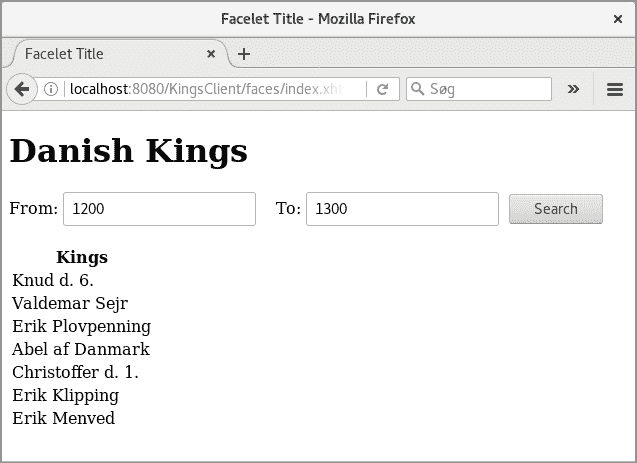 Facelet Title - Mozilla Firefox ×
Facelet Title × +
localhost:8080/KingsClient/faces/index.xht Søg »
Danish Kings
From: 1200 To: 1300 Search
Kings
Knud d. 6.
Valdemar Sejr
Erik Plovpenning
Abel af Danmark
Christoffer d. 1.
Erik Klipping
Erik Menved